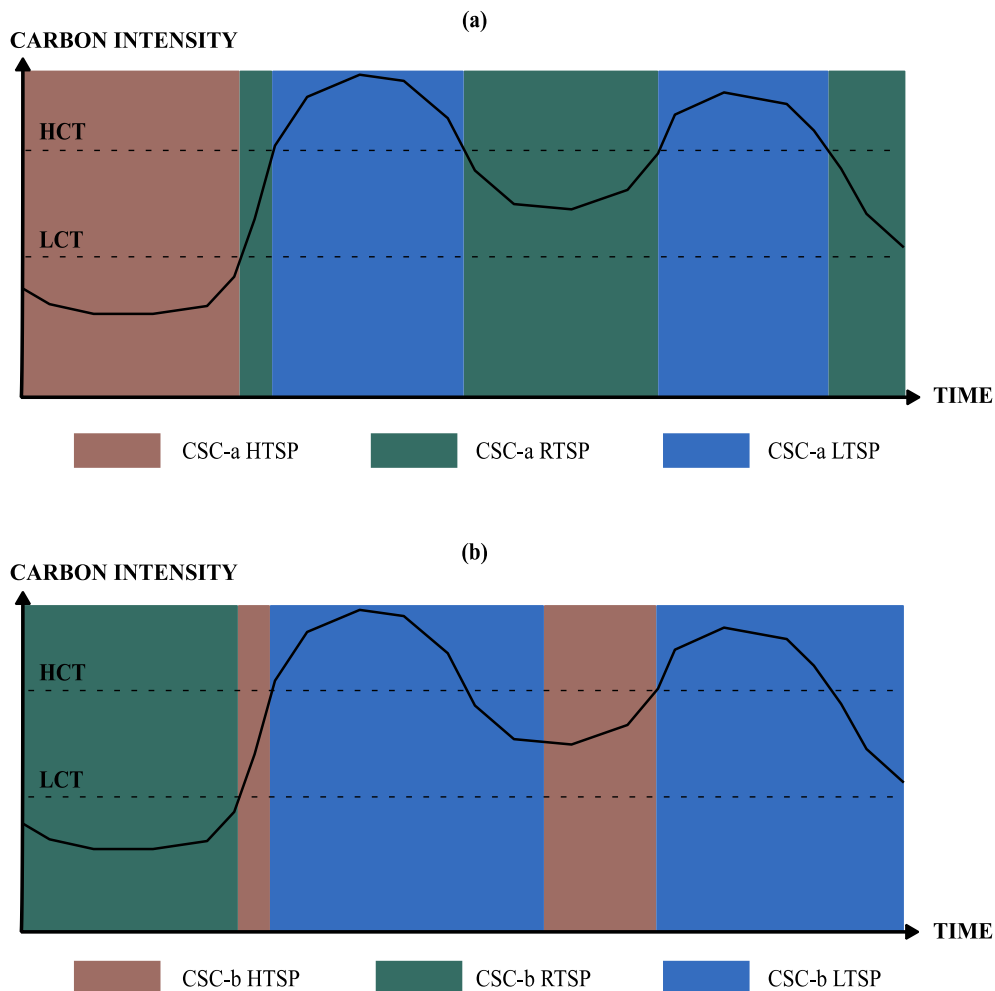 (a)
CARBON INTENSITY
HCT
LCT
TIME
CSC-a HTSP CSC-a RTSP CSC-a LTSP
(b)
CARBON INTENSITY
HCT
LCT
TIME
CSC-b HTSP CSC-b RTSP CSC-b LTSP